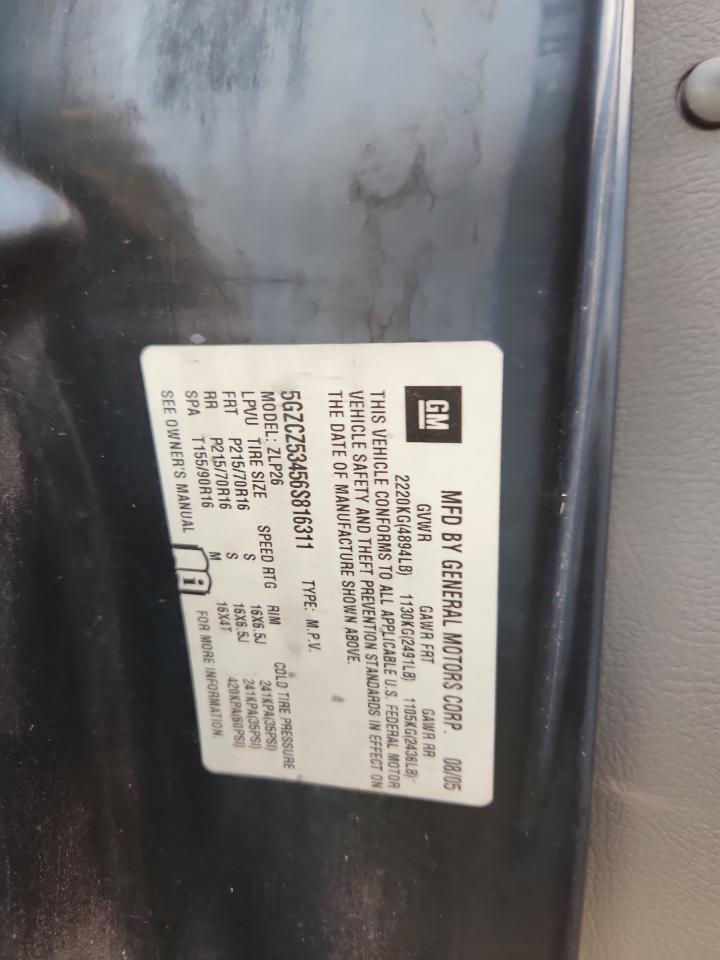 GM
MFD BY GENERAL MOTORS CORP. 08/05
GVWR GAWR FRT GAWR RR
2220KG(4894LB) 1130KG(2491LB) 1105KG(2436LB)
THIS VEHICLE CONFORMS TO ALL APPLICABLE U.S. FEDERAL MOTOR
VEHICLE SAFETY AND THEFT PREVENTION STANDARDS IN EFFECT ON
THE DATE OF MANUFACTURE SHOWN ABOVE.
5GZCZ53456S816311 TYPE: M.P.V.
MODEL: ZLP26
LPVU TIRE SIZE SPEED RTG RIM COLD TIRE PRESSURE
FRT P215/70R16 S 16X6.5J 241KPA(35PSI)
RR P215/70R16 S 16X6.5J 241KPA(35PSI)
SPA T155/90R16 M 16X4T 420KPA(60PSI)
SEE OWNER'S MANUAL i FOR MORE INFORMATION.